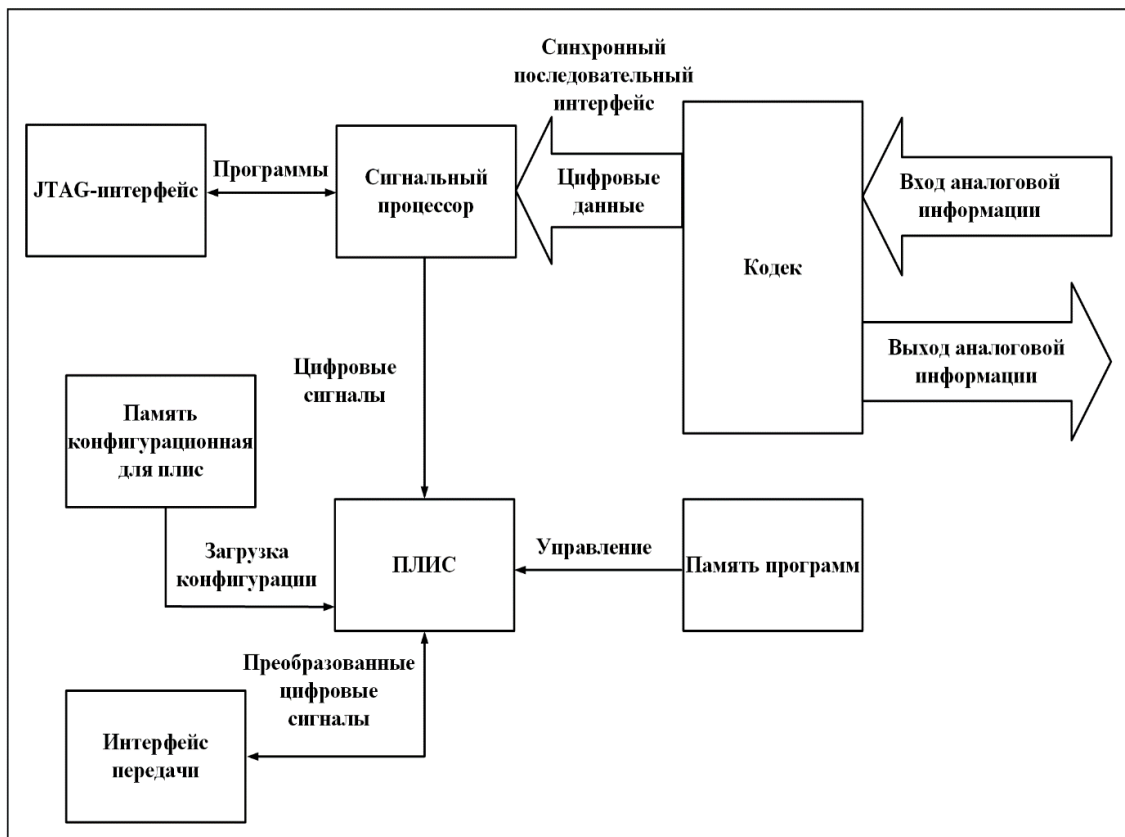 Синхронный
последовательный
интерфейс
JTAG-интерфейс
Программы
Сигнальный
процессор
Цифровые
данные
Кодек
Вход аналоговой
информации
Выход аналоговой
информации
Цифровые
сигналы
Память
конфигурационная
для плис
Загрузка
конфигурации
ПЛИС
Управление
Память программ
Преобразованные
цифровые
сигналы
Интерфейс
передачи